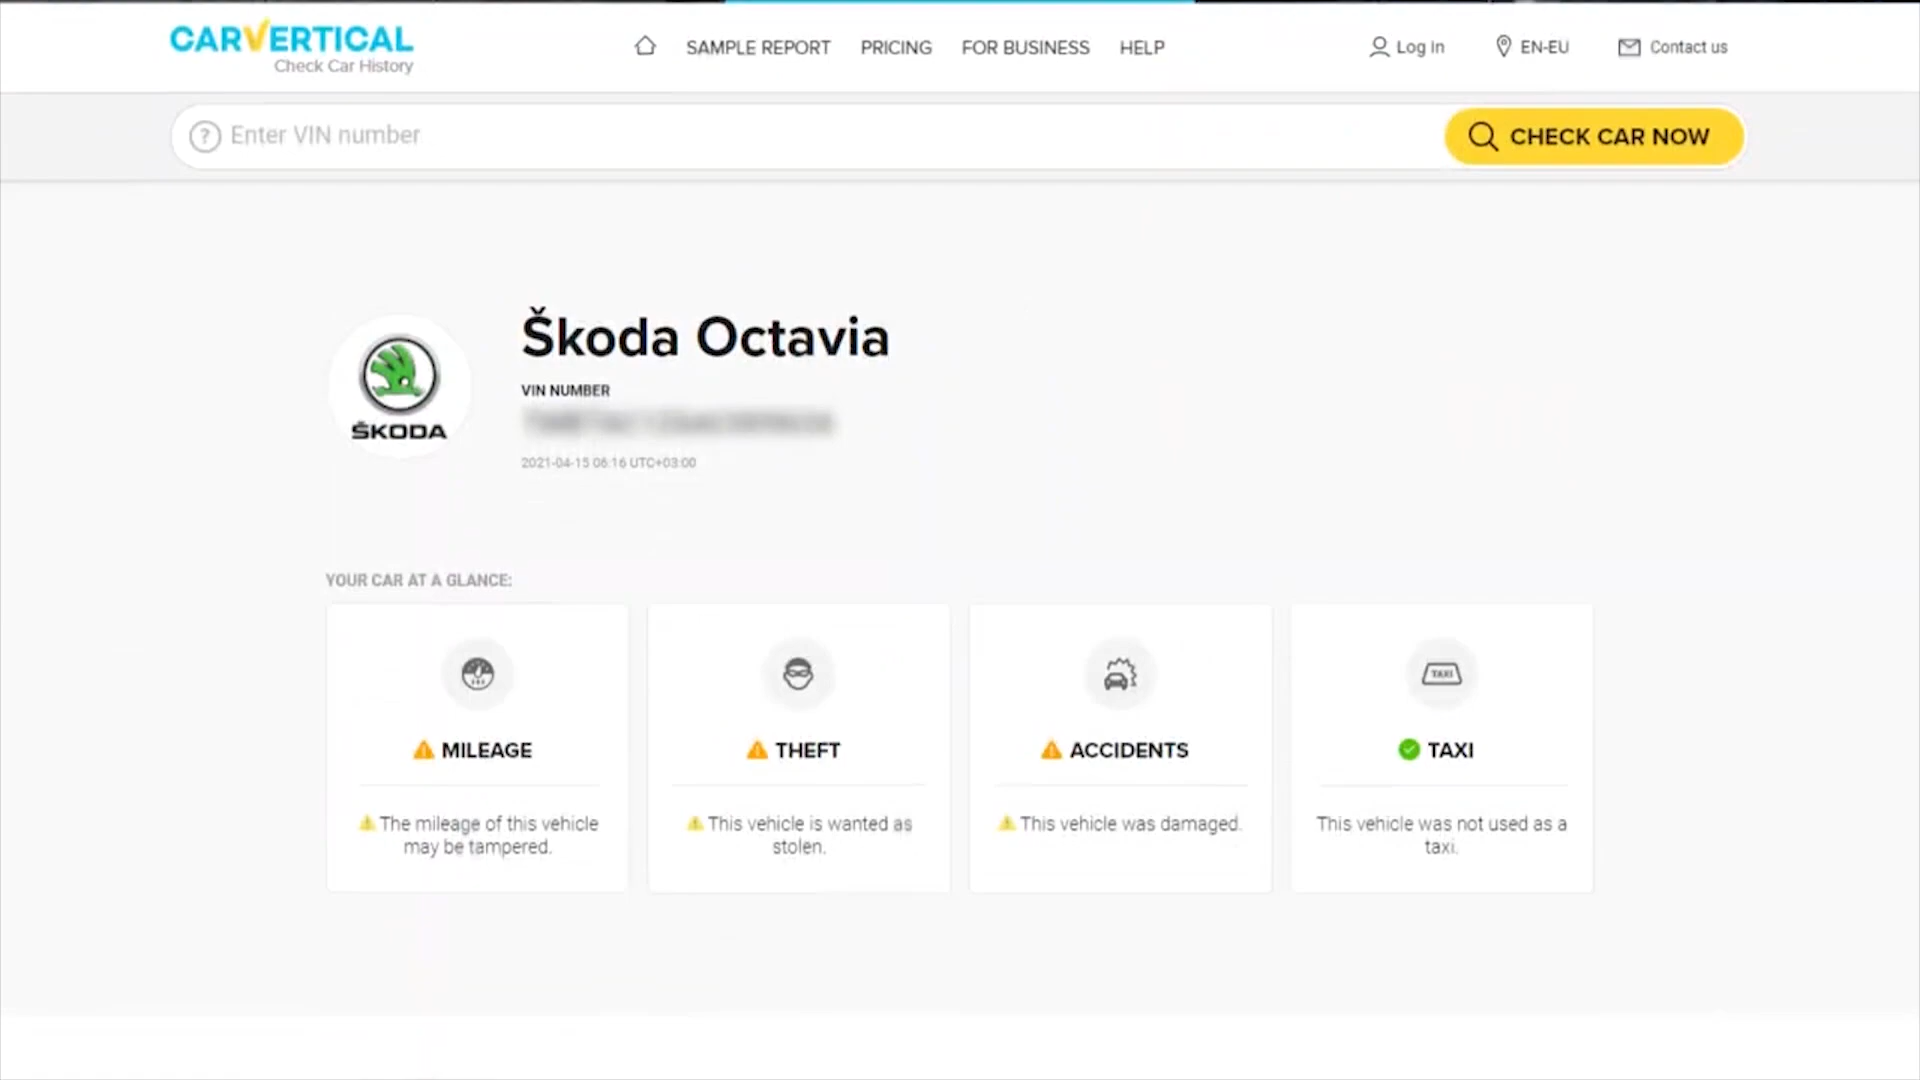 CARVERTICAL
Check Car History
SAMPLE REPORT
PRICING
FOR BUSINESS
HELP
Log In
EN-EU
Contact us
Enter VIN number
CHECK CAR NOW
ŠKODA
Škoda Octavia
VIN NUMBER
2021-04-15 06:16 UTC+03:00
YOUR CAR AT A GLANCE:
MILEAGE
The mileage of this vehicle
may be tampered.
THEFT
This vehicle is wanted as
stolen.
ACCIDENTS
This vehicle was damaged.
TAXI
TAXI
This vehicle was not used as a
taxi.